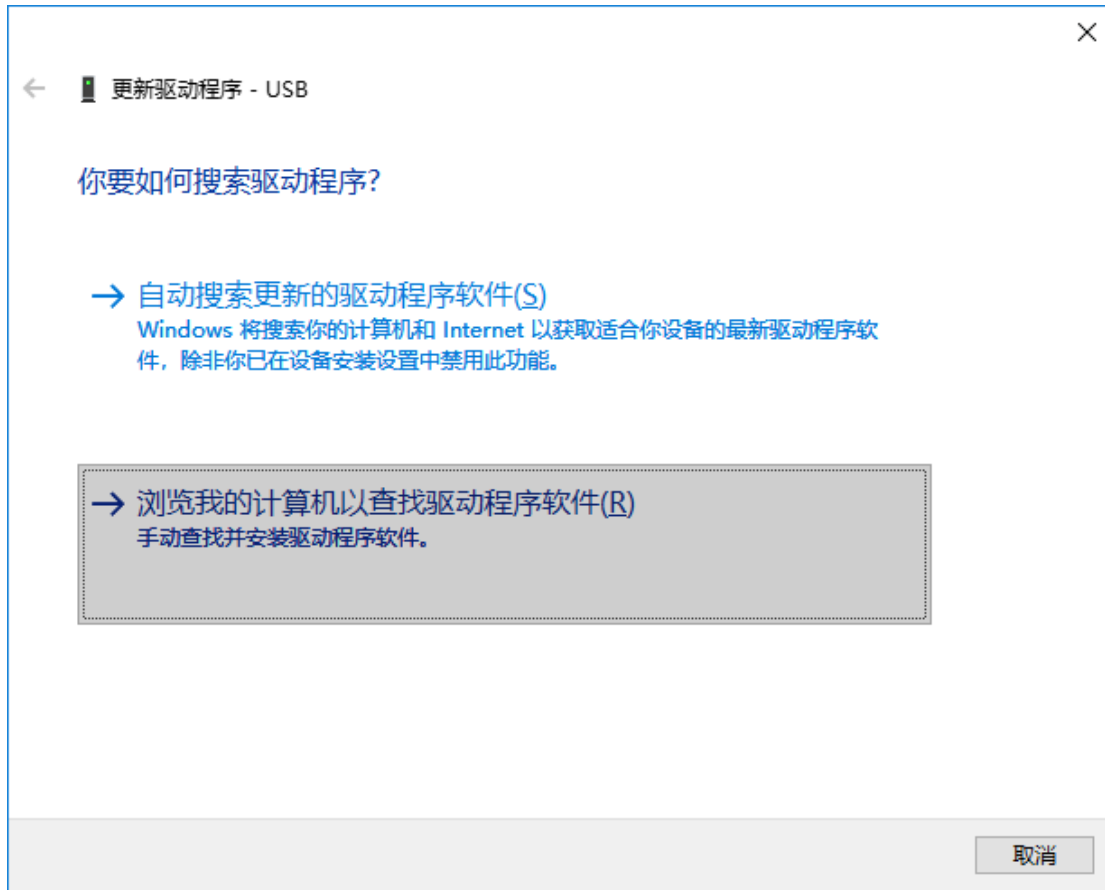 更新驱动程序 - USB
你要如何搜索驱动程序?
自动搜索更新的驱动程序软件(S)
Windows 将搜索你的计算机和 Internet 以获取适合你设备的最新驱动程序软
件，除非你已在设备安装设置中禁用此功能。
浏览我的计算机以查找驱动程序软件(R)
手动查找并安装驱动程序软件。
取消